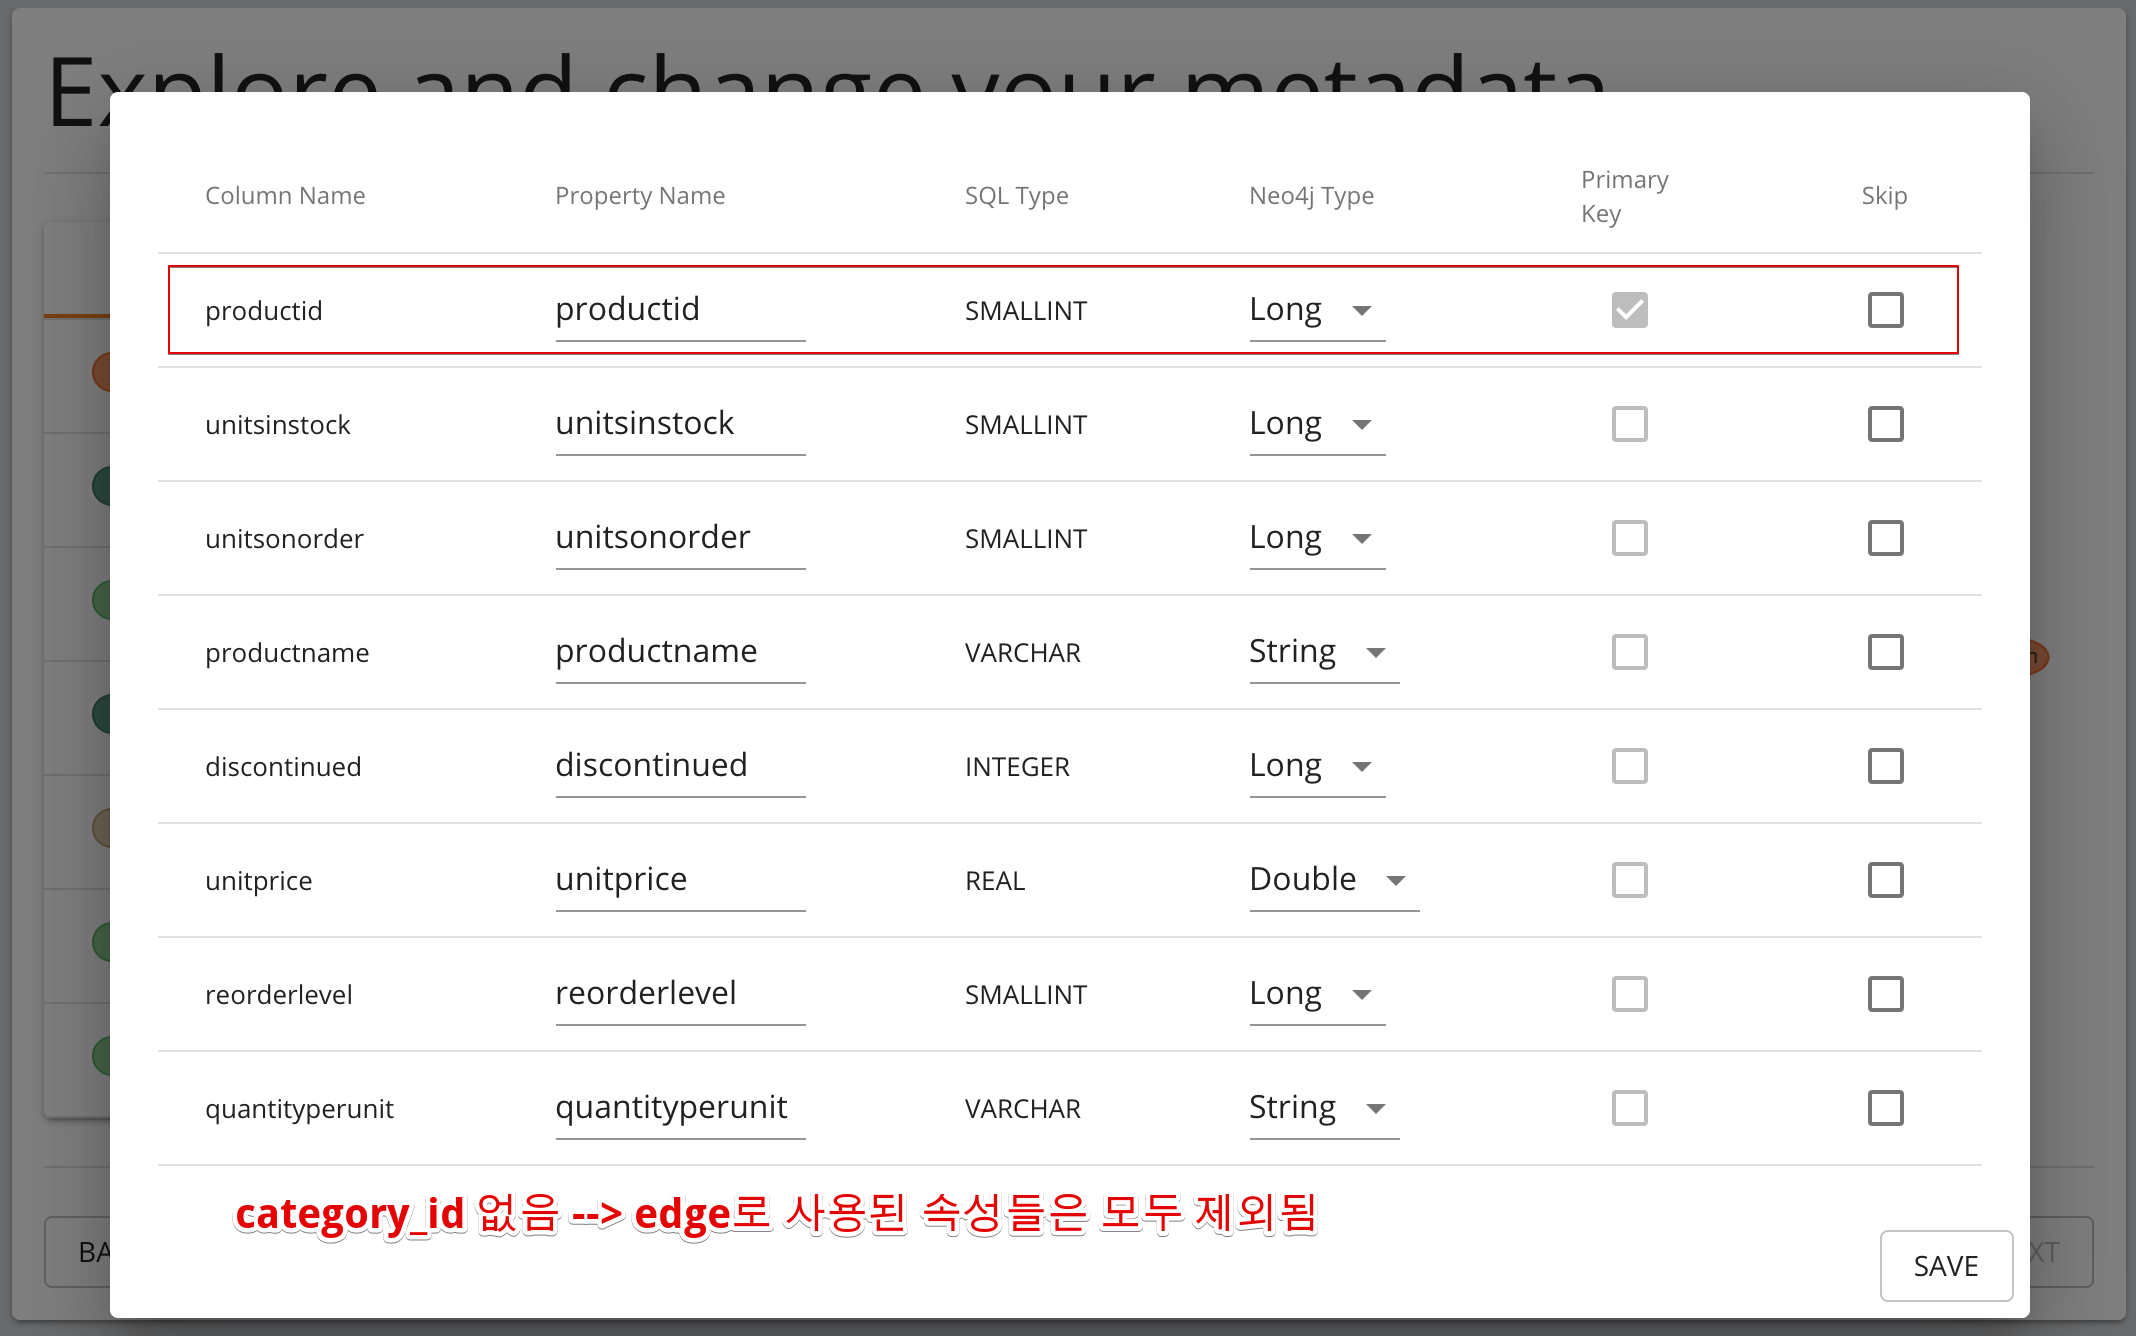 Explore and change your metadata
Column Name Property Name SQL Type Neo4j Type Primary Key Skip
productid productid SMALLINT Long
unitsinstock unitsinstock SMALLINT Long
unitsonorder unitsonorder SMALLINT Long
productname productname VARCHAR String
discontinued discontinued INTEGER Long
unitprice unitprice REAL Double
reorderlevel reorderlevel SMALLINT Long
quantityperunit quantityperunit VARCHAR String
category_id 없음 --> edge로 사용된 속성들은 모두 제외됨
BA XT
SAVE